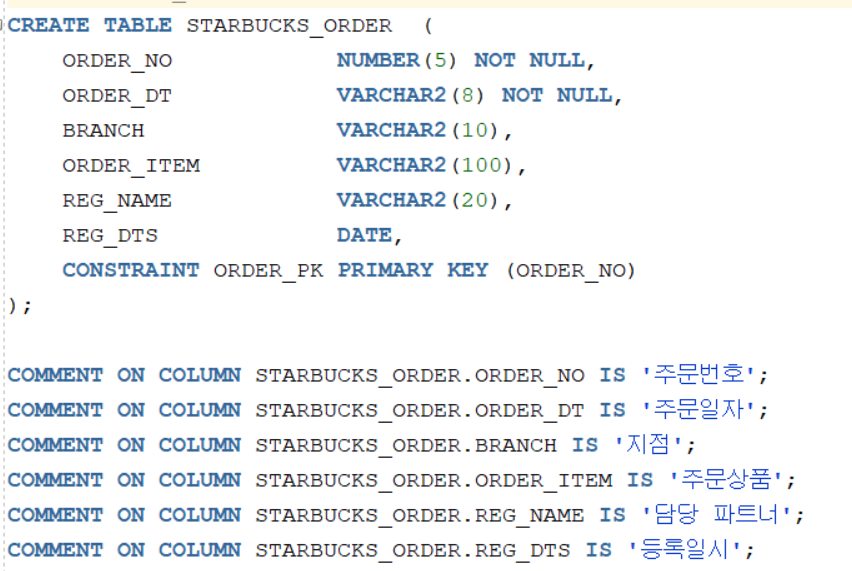 CREATE TABLE STARBUCKS_ORDER (
ORDER_NO NUMBER(5) NOT NULL,
ORDER_DT VARCHAR2(8) NOT NULL,
BRANCH VARCHAR2(10),
ORDER_ITEM VARCHAR2(100),
REG_NAME VARCHAR2(20),
REG_DTS DATE,
CONSTRAINT ORDER_PK PRIMARY KEY (ORDER_NO)
);
COMMENT ON COLUMN STARBUCKS_ORDER.ORDER_NO IS '주문번호';
COMMENT ON COLUMN STARBUCKS_ORDER.ORDER_DT IS '주문일자';
COMMENT ON COLUMN STARBUCKS_ORDER.BRANCH IS '지점';
COMMENT ON COLUMN STARBUCKS_ORDER.ORDER_ITEM IS '주문상품';
COMMENT ON COLUMN STARBUCKS_ORDER.REG_NAME IS '담당 파트너';
COMMENT ON COLUMN STARBUCKS_ORDER.REG_DTS IS '등록일시';